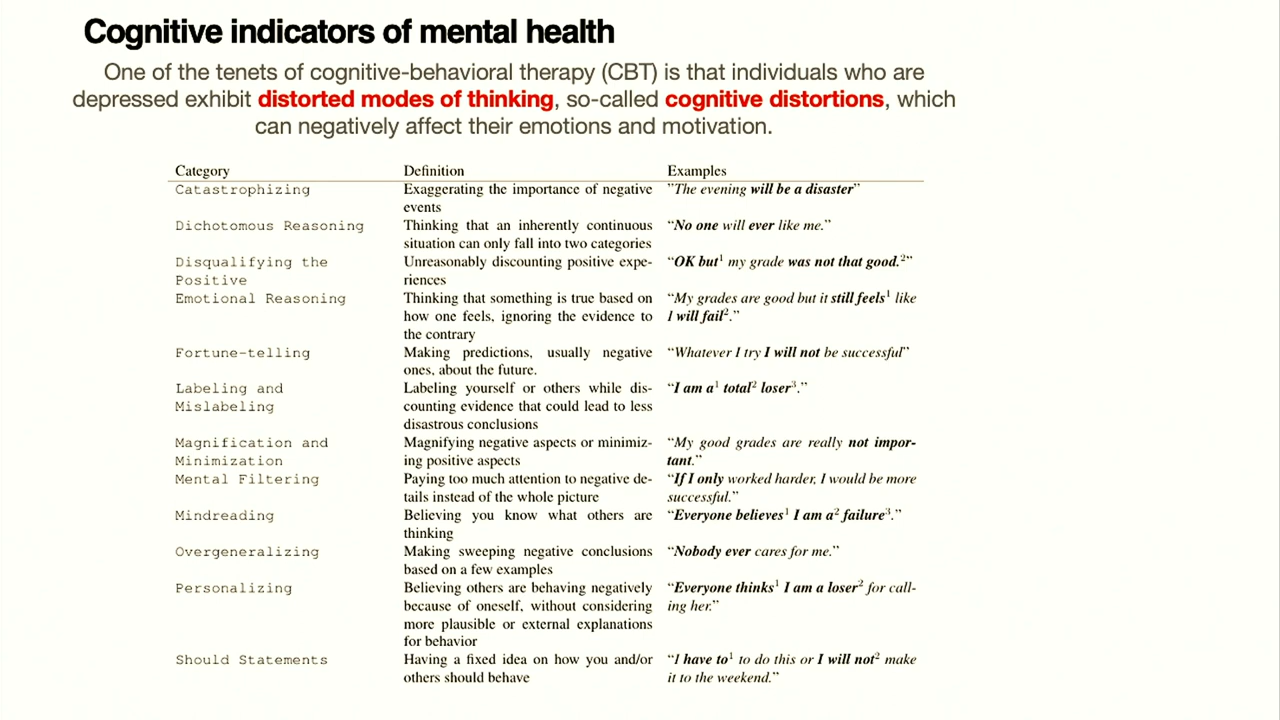 Cognitive indicators of mental health
One of the tenets of cognitive-behavioral therapy (CBT) is that individuals who are
depressed exhibit distorted modes of thinking, so-called cognitive distortions, which
can negatively affect their emotions and motivation.
Category Definition Examples
Catastrophizing Exaggerating the importance of negative "The evening will be a disaster"
events
Dichotomous Reasoning Thinking that an inherently continuous “No one will ever like me.”
situation can only fall into two categories
Disqualifying the Unreasonably discounting positive expe- “OK but¹ my grade was not that good.²”
Positive riences
Emotional Reasoning Thinking that something is true based on “My grades are good but it still feels¹ like
how one feels, ignoring the evidence to I will fail².”
the contrary
Fortune-telling Making predictions, usually negative “Whatever I try I will not be successful”
ones, about the future.
Labeling and Labeling yourself or others while dis- “I am a¹ total² loser³.”
Mislabeling counting evidence that could lead to less
disastrous conclusions
Magnification and Magnifying negative aspects or minimiz- “My good grades are really not impor-
Minimization ing positive aspects tant.”
Mental Filtering Paying too much attention to negative de- “If I only worked harder, I would be more
tails instead of the whole picture successful.”
Mindreading Believing you know what others are “Everyone believes¹ I am a² failure³.”
thinking
Overgeneralizing Making sweeping negative conclusions “Nobody ever cares for me.”
based on a few examples
Personalizing Believing others are behaving negatively “Everyone thinks¹ I am a loser² for call-
because of oneself, without considering ing her.”
more plausible or external explanations
for behavior
Should Statements Having a fixed idea on how you and/or “I have to¹ to do this or I will not² make
others should behave it to the weekend.”